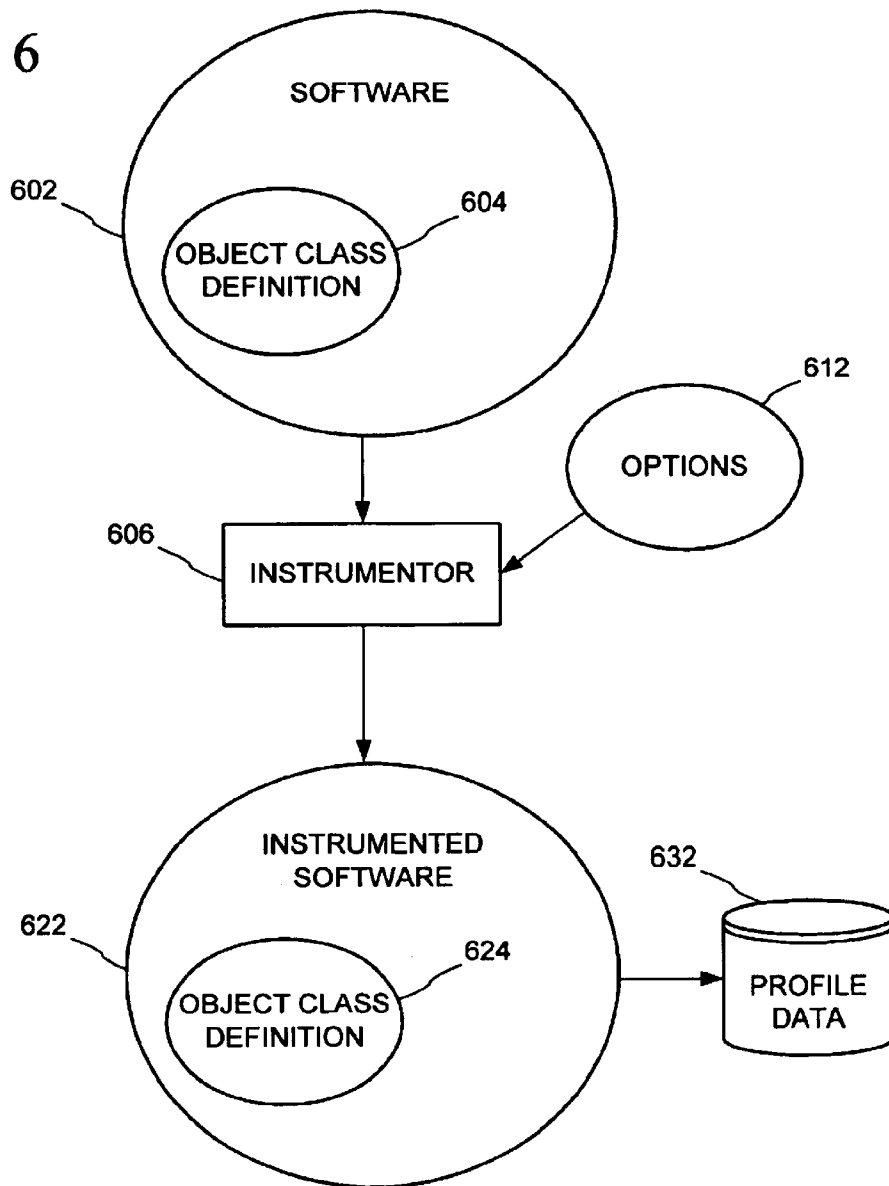 6
SOFTWARE
602
604
OBJECT CLASS
DEFINITION
612
OPTIONS
606
INSTRUMENTOR
INSTRUMENTED
SOFTWARE
632
622
624
OBJECT CLASS
DEFINITION
PROFILE
DATA